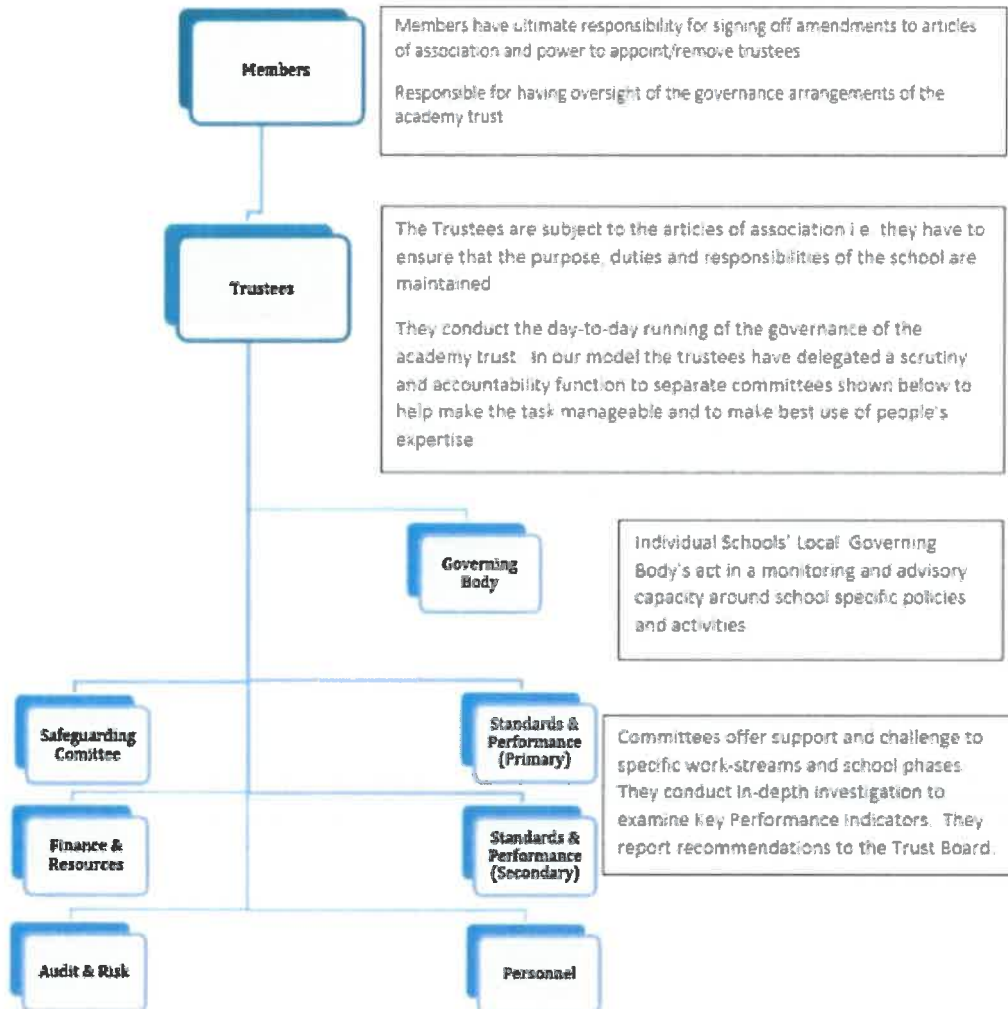 Members
Members have ultimate responsibility for signing off amendments to articles
of association and power to appoint/remove trustees
Responsible for having oversight of the governance arrangements of the
academy trust
Trustees
The Trustees are subject to the articles of association i e they have to
ensure that the purpose, duties and responsibilities of the school are
maintained
They conduct the day-to-day running of the governance of the
academy trust. In our model the trustees have delegated a scrutiny
and accountability function to separate committees shown below to
help make the task manageable and to make best use of people's
expertise
Governing
Body
Individual Schools' Local Governing
Body's act in a monitoring and advisory
capacity around school specific policies
and activities
Safeguarding
Comittee
Standards &
Performance
(Primary)
Committees offer support and challenge to
specific work-streams and school phases
They conduct in-depth investigation to
examine Key Performance Indicators. They
report recommendations to the Trust Board.
Finance &
Resources
Standards &
Performance
(Secondary)
Audit & Risk
Personnel